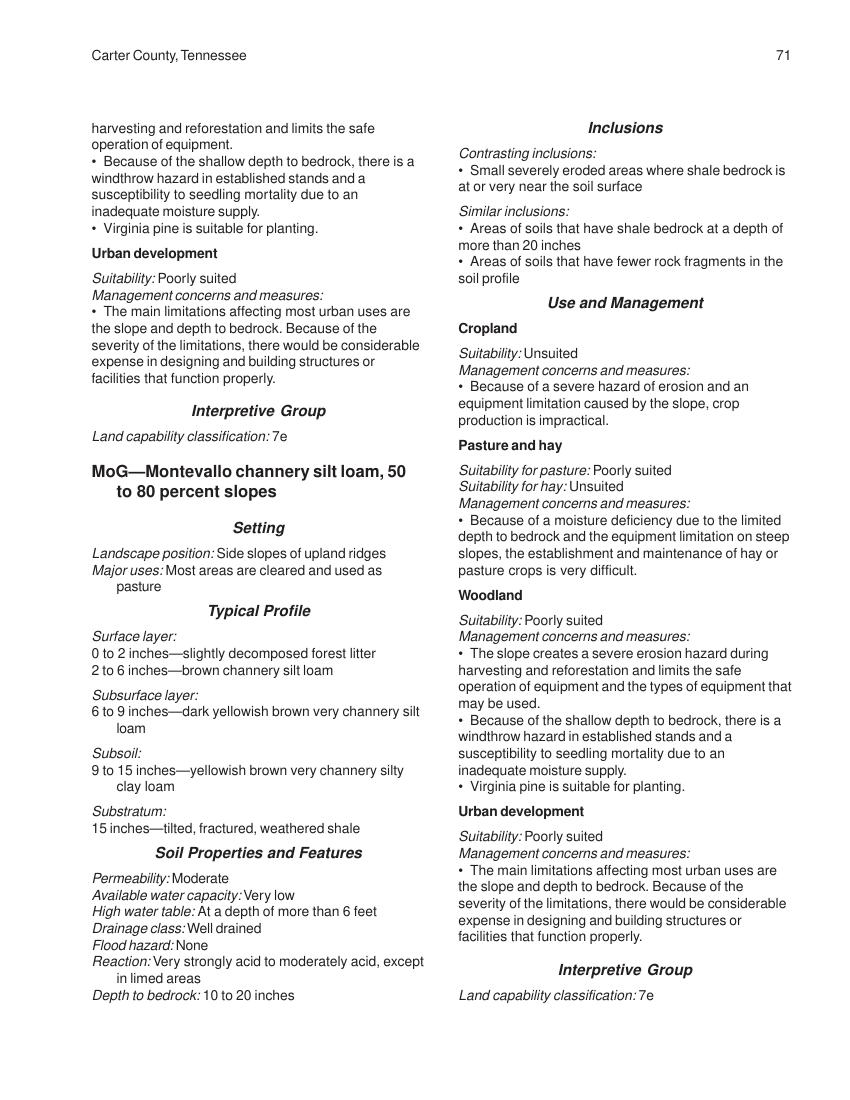 Carter County, Tennessee
71
harvesting and reforestation and limits the safe
operation of equipment.
• Because of the shallow depth to bedrock, there is a
windthrow hazard in established stands and a
susceptibility to seedling mortality due to an
inadequate moisture supply.
• Virginia pine is suitable for planting.
Urban development
Suitability: Poorly suited
Management concerns and measures:
• The main limitations affecting most urban uses are
the slope and depth to bedrock. Because of the
severity of the limitations, there would be considerable
expense in designing and building structures or
facilities that function properly.
Interpretive Group
Land capability classification: 7e
MoG—Montevallo channery silt loam, 50
to 80 percent slopes
Setting
Landscape position: Side slopes of upland ridges
Major uses: Most areas are cleared and used as
pasture
Typical Profile
Surface layer:
0 to 2 inches—slightly decomposed forest litter
2 to 6 inches—brown channery silt loam
Subsurface layer:
6 to 9 inches—dark yellowish brown very channery silt
loam
Subsoil:
9 to 15 inches—yellowish brown very channery silty
clay loam
Substratum:
15 inches—tilted, fractured, weathered shale
Soil Properties and Features
Permeability: Moderate
Available water capacity: Very low
High water table: At a depth of more than 6 feet
Drainage class: Well drained
Flood hazard: None
Reaction: Very strongly acid to moderately acid, except
in limed areas
Depth to bedrock: 10 to 20 inches
Inclusions
Contrasting inclusions:
• Small severely eroded areas where shale bedrock is
at or very near the soil surface
Similar inclusions:
• Areas of soils that have shale bedrock at a depth of
more than 20 inches
• Areas of soils that have fewer rock fragments in the
soil profile
Use and Management
Cropland
Suitability: Unsuited
Management concerns and measures:
• Because of a severe hazard of erosion and an
equipment limitation caused by the slope, crop
production is impractical.
Pasture and hay
Suitability for pasture: Poorly suited
Suitability for hay: Unsuited
Management concerns and measures:
• Because of a moisture deficiency due to the limited
depth to bedrock and the equipment limitation on steep
slopes, the establishment and maintenance of hay or
pasture crops is very difficult.
Woodland
Suitability: Poorly suited
Management concerns and measures:
• The slope creates a severe erosion hazard during
harvesting and reforestation and limits the safe
operation of equipment and the types of equipment that
may be used.
• Because of the shallow depth to bedrock, there is a
windthrow hazard in established stands and a
susceptibility to seedling mortality due to an
inadequate moisture supply.
• Virginia pine is suitable for planting.
Urban development
Suitability: Poorly suited
Management concerns and measures:
• The main limitations affecting most urban uses are
the slope and depth to bedrock. Because of the
severity of the limitations, there would be considerable
expense in designing and building structures or
facilities that function properly.
Interpretive Group
Land capability classification: 7e